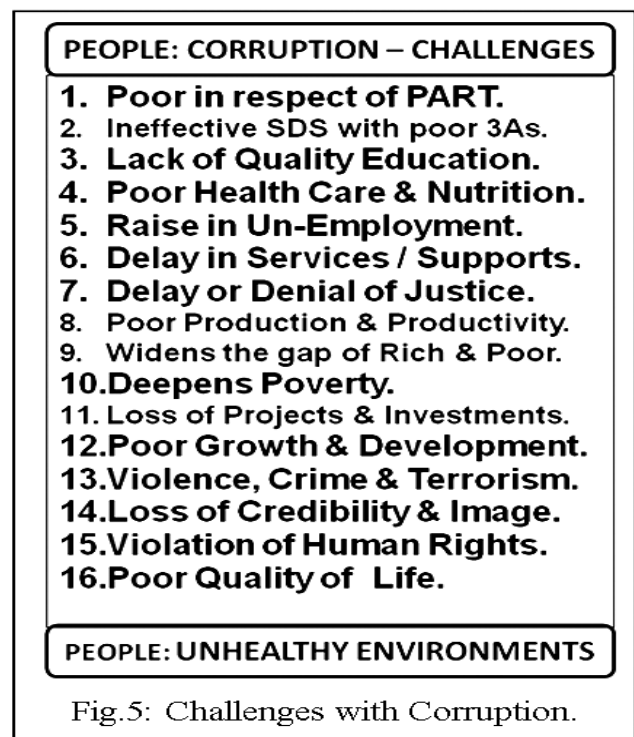 PEOPLE: CORRUPTION – CHALLENGES
1. Poor in respect of PART.
2. Ineffective SDS with poor 3As.
3. Lack of Quality Education.
4. Poor Health Care & Nutrition.
5. Raise in Un-Employment.
6. Delay in Services / Supports.
7. Delay or Denial of Justice.
8. Poor Production & Productivity.
9. Widens the gap of Rich & Poor.
10.Deepens Poverty.
11. Loss of Projects & Investments.
12.Poor Growth & Development.
13.Violence, Crime & Terrorism.
14.Loss of Credibility & Image.
15.Violation of Human Rights.
16.Poor Quality of Life.
PEOPLE: UNHEALTHY ENVIRONMENTS
Fig.5: Challenges with Corruption.